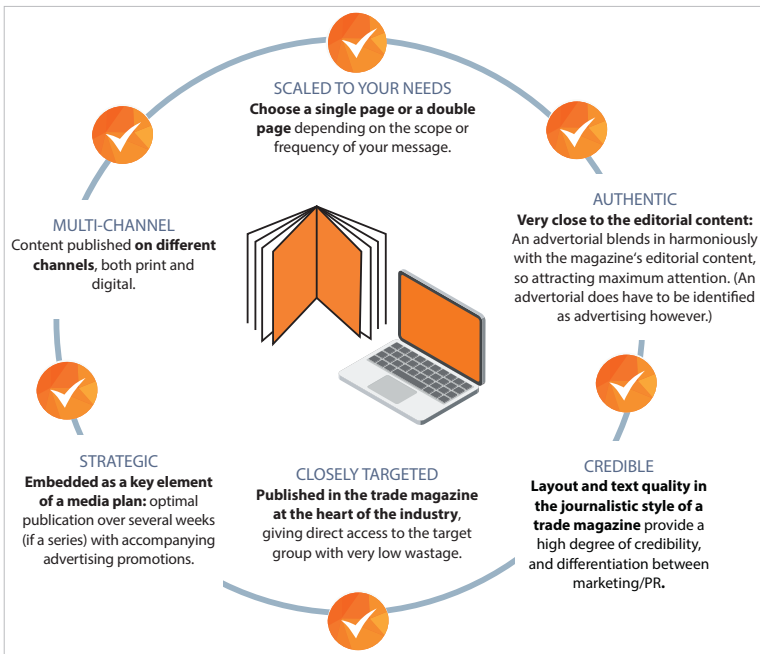 SCALED TO YOUR NEEDS
Choose a single page or a double
page depending on the scope or
frequency of your message.
AUTHENTIC
Very close to the editorial content:
An advertorial blends in harmoniously
with the magazine‘s editorial content,
so attracting maximum attention. (An
advertorial does have to be identified
as advertising however.)
MULTI-CHANNEL
Content published on different
channels, both print and
digital.
STRATEGIC
Embedded as a key element
of a media plan: optimal
publication over several weeks
(if a series) with accompanying
advertising promotions.
CLOSELY TARGETED
Published in the trade magazine
at the heart of the industry,
giving direct access to the target
group with very low wastage.
CREDIBLE
Layout and text quality in
the journalistic style of a
trade magazine provide a
high degree of credibility,
and differentiation between
marketing/PR.